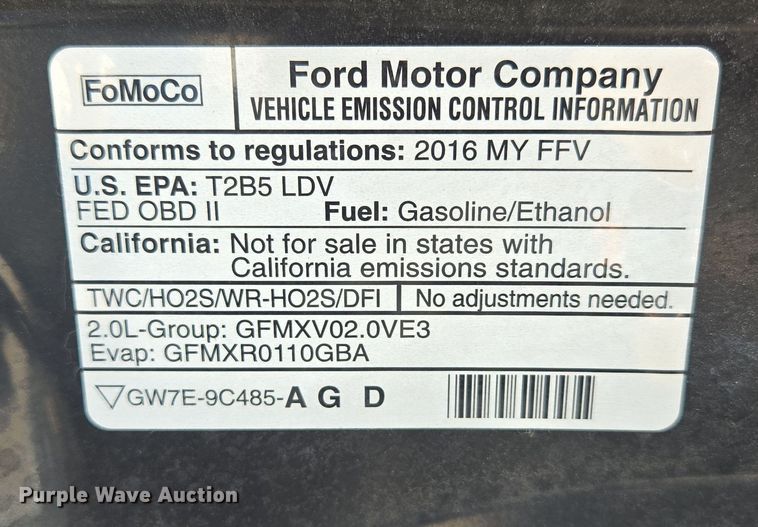 FoMoCo
Ford Motor Company
VEHICLE EMISSION CONTROL INFORMATION
Conforms to regulations: 2016 MY FFV
U.S. EPA: T2B5 LDV
FED OBD II Fuel: Gasoline/Ethanol
California: Not for sale in states with
California emissions standards.
TWC/HO2S/WR-HO2S/DFI No adjustments needed.
2.0L-Group: GFMXV02.0VE3
Evap: GFMXR0110GBA
GW7E-9C485-A G D
Purple Wave Auction